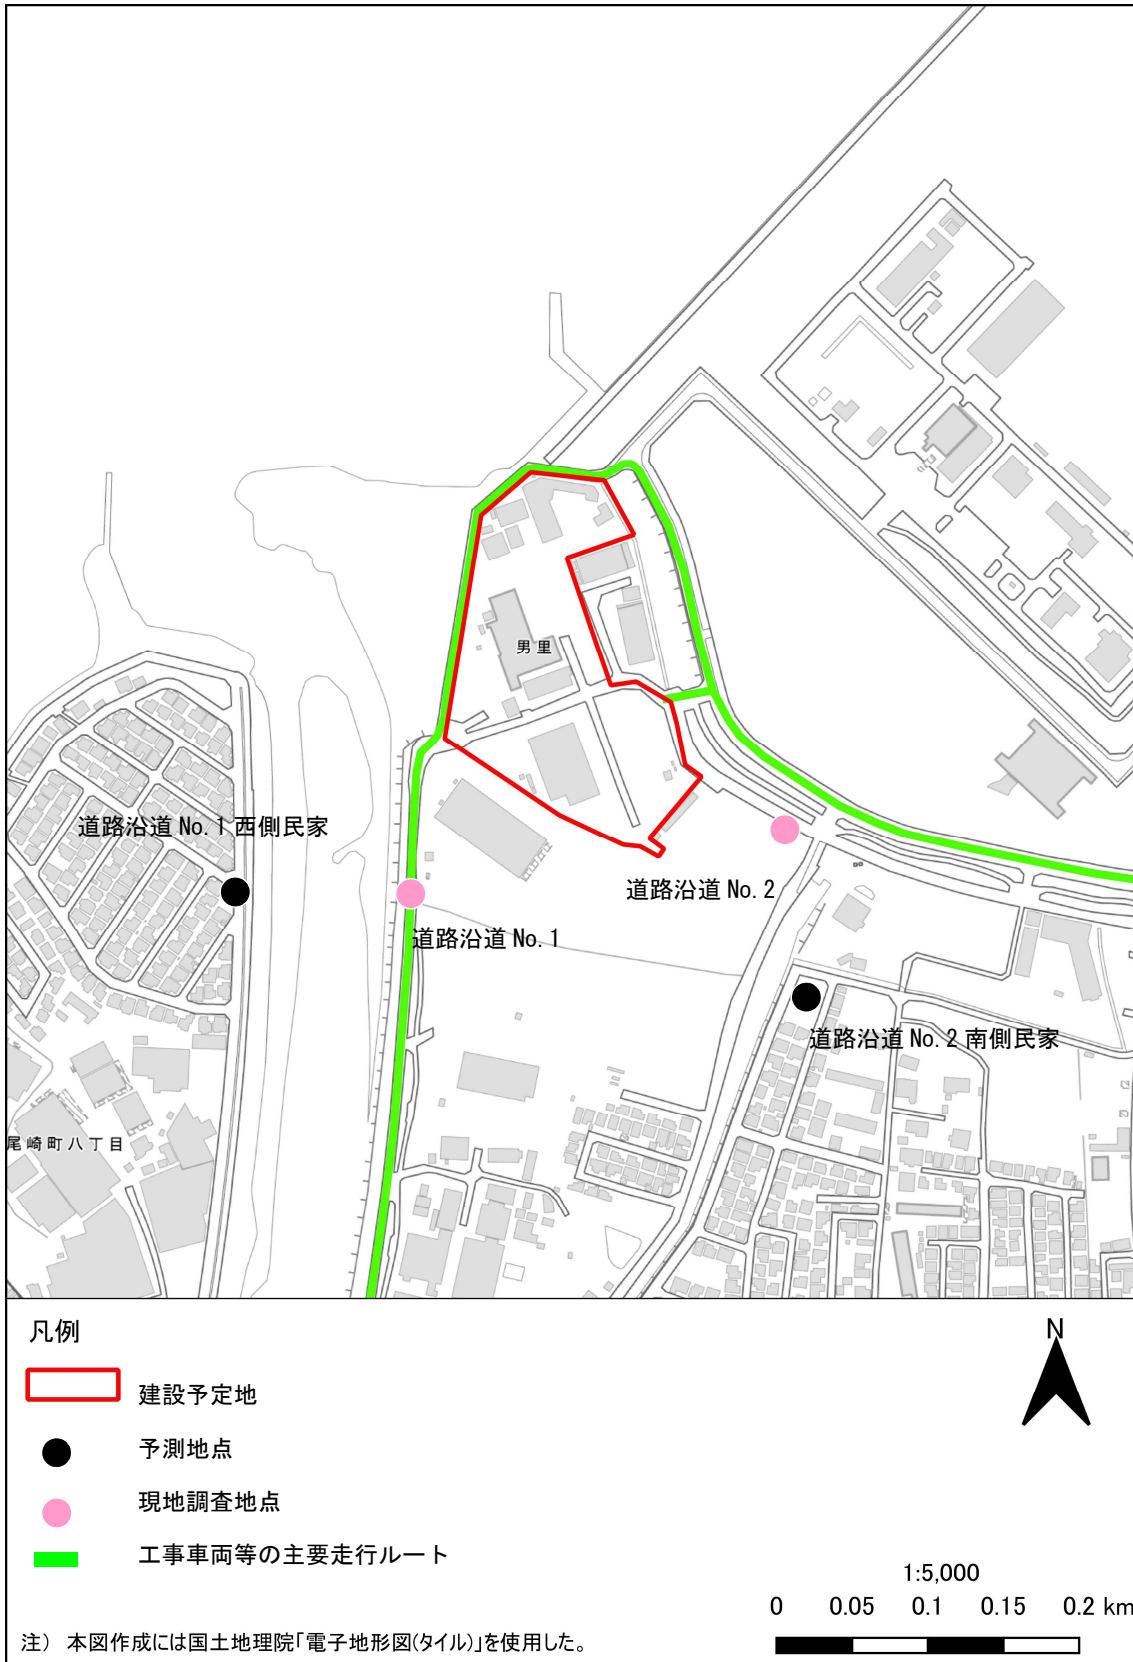 男里
道路沿道 No.1 西側民家
道路沿道 No.2
道路沿道 No.1
道路沿道 No.2 南側民家
尾崎町八丁目
凡例
N
建設予定地
予測地点
現地調査地点
工事車両等の主要走行ルート
1:5,000
0 0.05 0.1 0.15 0.2 km
注) 本図作成には国土地理院「電子地形図(タイル)」を使用した。